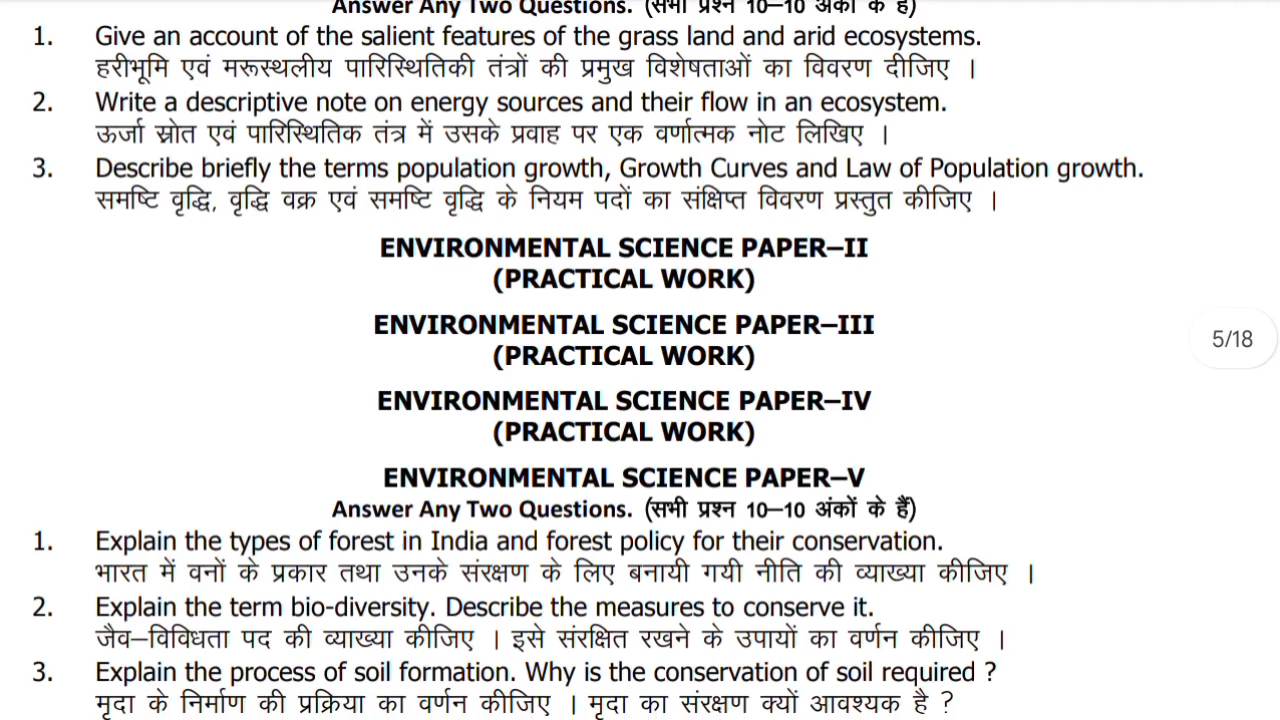 Answer Any Two Questions. (सभी प्रश्न 10–10 अंकों के हैं)
1. Give an account of the salient features of the grass land and arid ecosystems.
हरीभूमि एवं मरूस्थलीय पारिस्थितिकी तंत्रों की प्रमुख विशेषताओं का विवरण दीजिए ।
2. Write a descriptive note on energy sources and their flow in an ecosystem.
ऊर्जा स्रोत एवं पारिस्थितिक तंत्र में उसके प्रवाह पर एक वर्णात्मक नोट लिखिए ।
3. Describe briefly the terms population growth, Growth Curves and Law of Population growth.
समष्टि वृद्धि, वृद्धि वक्र एवं समष्टि वृद्धि के नियम पदों का संक्षिप्त विवरण प्रस्तुत कीजिए ।
ENVIRONMENTAL SCIENCE PAPER–II
(PRACTICAL WORK)
ENVIRONMENTAL SCIENCE PAPER–III
5/18
(PRACTICAL WORK)
ENVIRONMENTAL SCIENCE PAPER–IV
(PRACTICAL WORK)
ENVIRONMENTAL SCIENCE PAPER–V
Answer Any Two Questions. (सभी प्रश्न 10–10 अंकों के हैं)
1. Explain the types of forest in India and forest policy for their conservation.
भारत में वनों के प्रकार तथा उनके संरक्षण के लिए बनायी गयी नीति की व्याख्या कीजिए ।
2. Explain the term bio-diversity. Describe the measures to conserve it.
जैव–विविधता पद की व्याख्या कीजिए । इसे संरक्षित रखने के उपायों का वर्णन कीजिए ।
3. Explain the process of soil formation. Why is the conservation of soil required ?
मृदा के निर्माण की प्रक्रिया का वर्णन कीजिए । मृदा का संरक्षण क्यों आवश्यक है ?